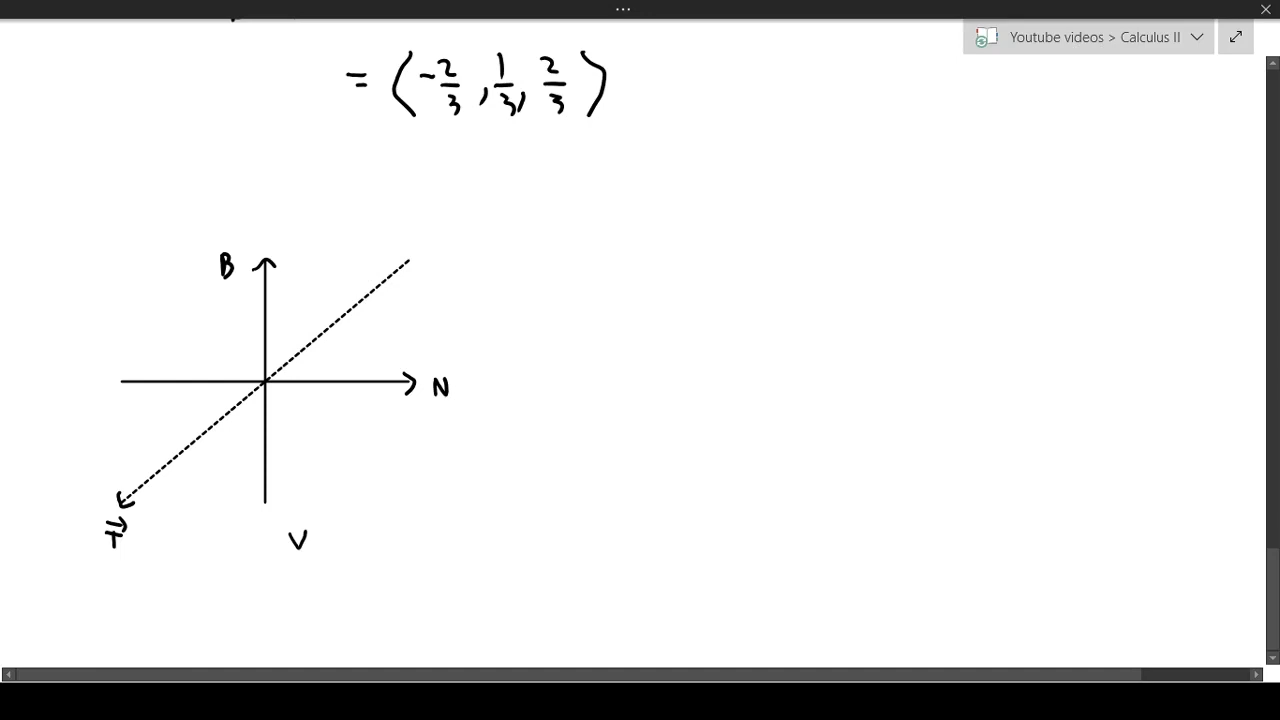 ...
Youtube videos > Calculus II
= (-2/3, 1/3, 2/3)
B
N
T⃗
V